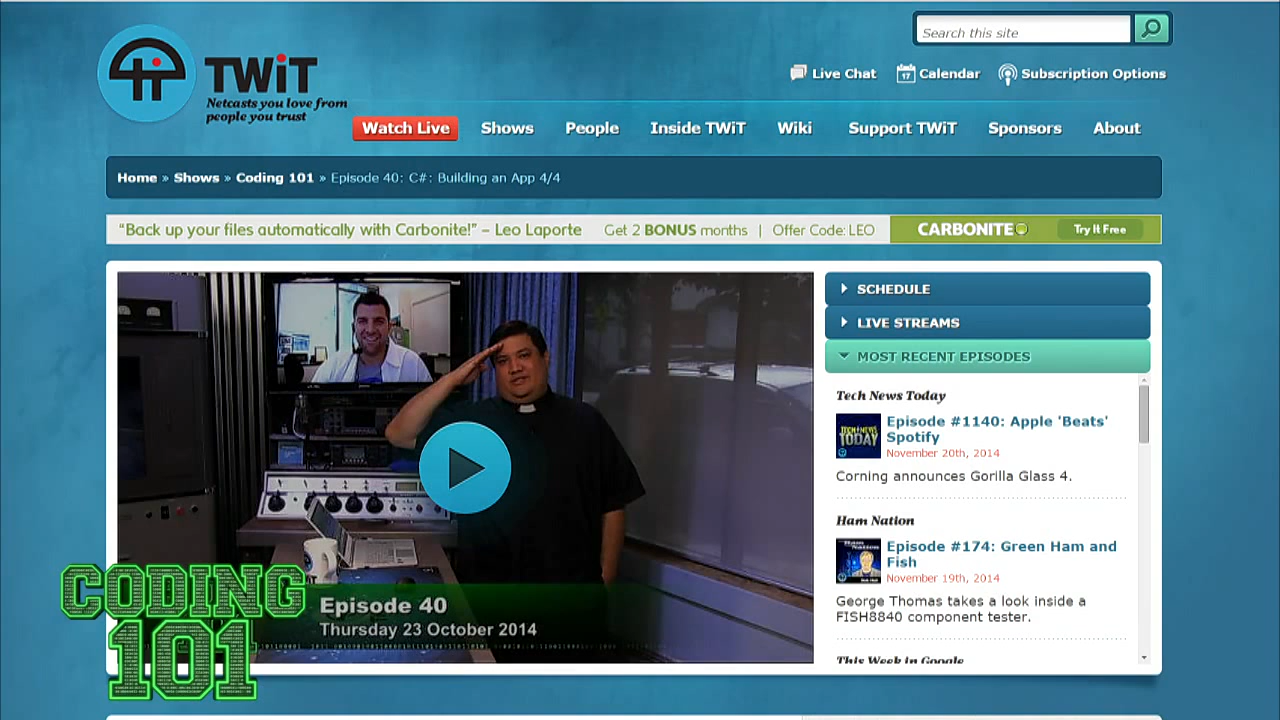 Search this site
TWiT
Netcasts you love from
people you trust
Live Chat
17
Calendar
Subscription Options
Watch Live
Shows
People
Inside TWiT
Wiki
Support TWiT
Sponsors
About
Home » Shows » Coding 101 » Episode 40: C#: Building an App 4/4
“Back up your files automatically with Carbonite!” – Leo Laporte
Get 2 BONUS months | Offer Code: LEO
CARBONITE
Try It Free
SCHEDULE
LIVE STREAMS
MOST RECENT EPISODES
Tech News Today
TECH NEWS
TODAY
Episode #1140: Apple 'Beats'
Spotify
November 20th, 2014
Corning announces Gorilla Glass 4.
Ham Nation
Episode #174: Green Ham and
Fish
November 19th, 2014
George Thomas takes a look inside a
FISH8840 component tester.
This Week in Google
CODING
101
Episode 40
Thursday 23 October 2014